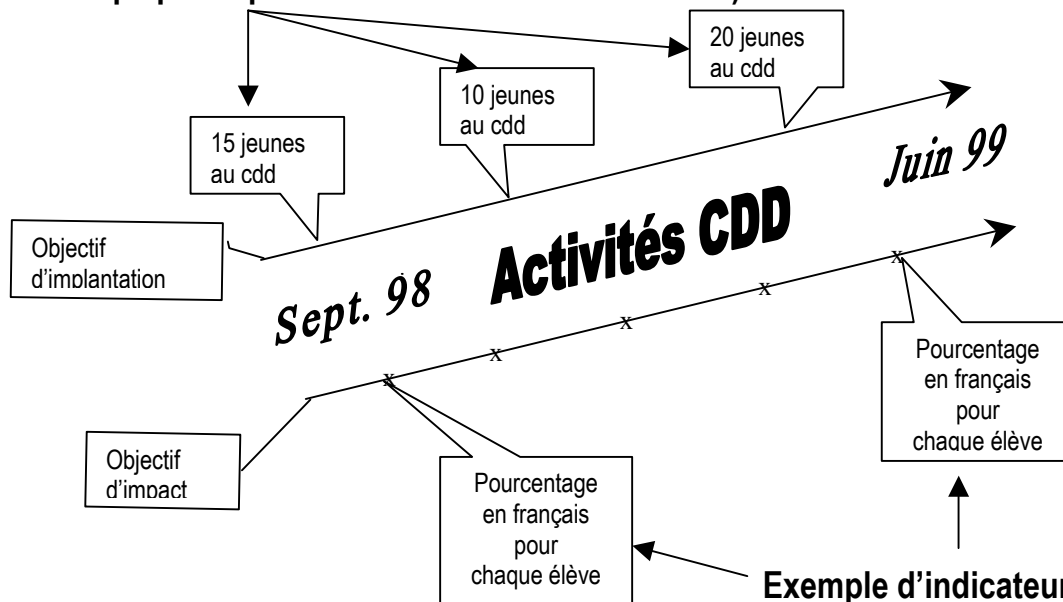 20 jeunes
au cdd
10 jeunes
au cdd
15 jeunes
au cdd
Juin 99
Activités CDD
Sept. 98
Objectif
d'implantation
Pourcentage
en français
pour
chaque élève
Objectif
d'impact
Pourcentage
en français
pour
chaque élève
Exemple d'indicateur